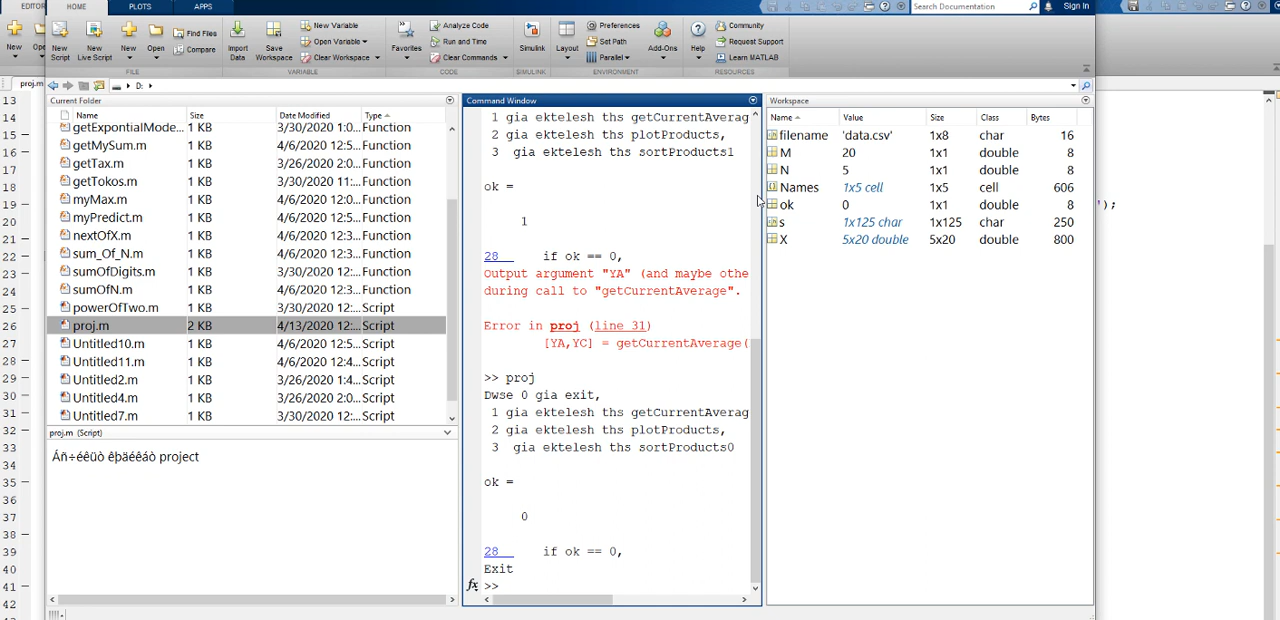 EDITOR
HOME
PLOTS
APPS
Search Documentation
Sign In
New
Open
New Script
New Live Script
New
Open
Find Files
Compare
Import Data
Save Workspace
New Variable
Open Variable
Clear Workspace
Favorites
Analyze Code
Run and Time
Clear Commands
Simulink
Layout
Preferences
Set Path
Parallel
Add-Ons
Help
Community
Request Support
Learn MATLAB
FILE
VARIABLE
CODE
SIMULINK
ENVIRONMENT
RESOURCES
D:
proj.m
Current Folder
Name Size Date Modified Type
getExpontialMode... 1 KB 3/30/2020 1:0... Function
getMySum.m 1 KB 4/6/2020 12:5... Function
getTax.m 1 KB 3/26/2020 2:0... Function
getTokos.m 1 KB 3/30/2020 11:... Function
myMax.m 1 KB 4/6/2020 12:5... Function
myPredict.m 1 KB 4/6/2020 12:5... Function
nextOfX.m 1 KB 4/6/2020 12:3... Function
sum_Of_N.m 1 KB 4/6/2020 12:3... Function
sumOfDigits.m 1 KB 3/30/2020 12:... Function
sumOfN.m 1 KB 4/6/2020 12:3... Function
powerOfTwo.m 1 KB 3/30/2020 12:... Script
proj.m 2 KB 4/13/2020 12:... Script
Untitled10.m 1 KB 4/6/2020 12:5... Script
Untitled11.m 1 KB 4/6/2020 12:4... Script
Untitled2.m 1 KB 3/26/2020 1:4... Script
Untitled4.m 1 KB 3/26/2020 2:0... Script
Untitled7.m 1 KB 3/30/2020 12:... Script
proj.m (Script)
Áñ÷éêüò êþäéêáò project
Command Window
1 gia ektelesh ths getCurrentAverag
2 gia ektelesh ths plotProducts,
3 gia ektelesh ths sortProducts1
ok =
1
28 if ok == 0,
Output argument "YA" (and maybe othe
during call to "getCurrentAverage".
Error in proj (line 31)
[YA,YC] = getCurrentAverage(
>> proj
Dwse 0 gia exit,
1 gia ektelesh ths getCurrentAverag
2 gia ektelesh ths plotProducts,
3 gia ektelesh ths sortProducts0
ok =
0
28 if ok == 0,
Exit
fx >>
Workspace
Name Value Size Class Bytes
filename 'data.csv' 1x8 char 16
M 20 1x1 double 8
N 5 1x1 double 8
Names 1x5 cell 1x5 cell 606
ok 0 1x1 double 8
s 1x125 char 1x125 char 250
X 5x20 double 5x20 double 800
');
13
14
15
16
17
18
19
20
21
22
23
24
25
26
27
28
29
30
31
32
33
34
35
36
37
38
39
40
41
42